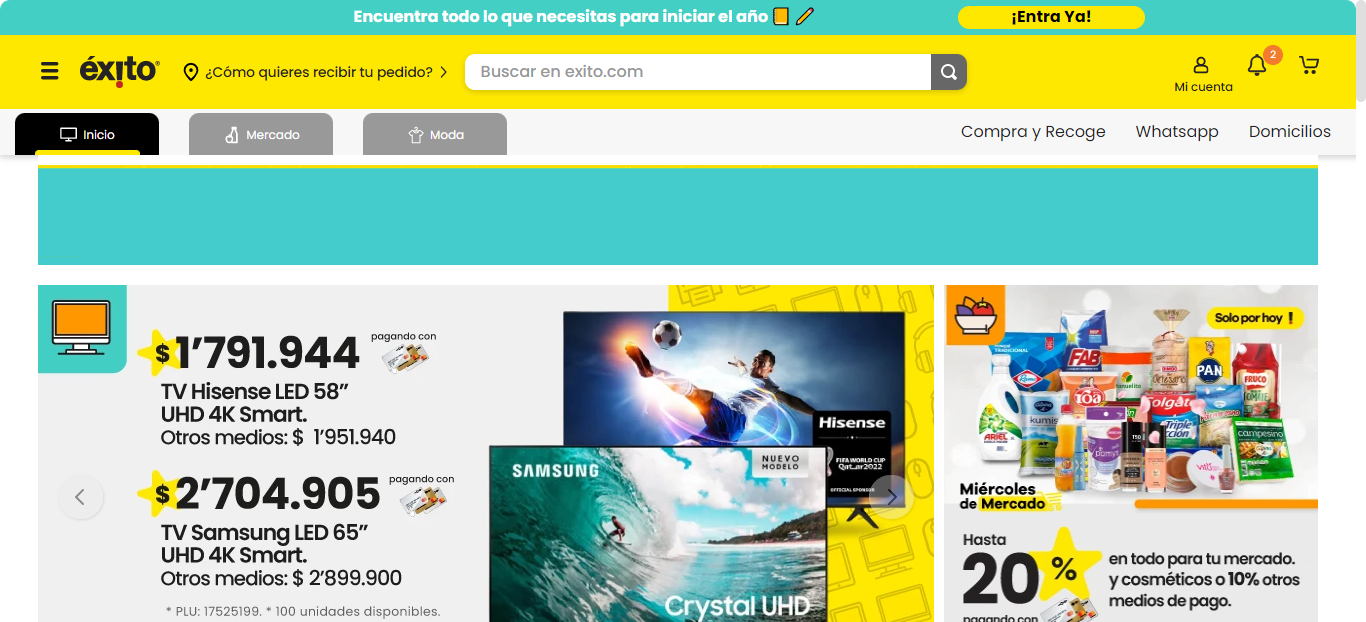 Encuentra todo lo que necesitas para iniciar el año
¡Entra Ya!
éxito
¿Cómo quieres recibir tu pedido?
Buscar en exito.com
Mi cuenta
2
Inicio
Mercado
Moda
Compra y Recoge
Whatsapp
Domicilios
$1’791.944
pagando con
TV Hisense LED 58”
UHD 4K Smart.
Otros medios: $ 1’951.940
$2’704.905
pagando con
TV Samsung LED 65”
UHD 4K Smart.
Otros medios: $ 2’899.900
* PLU: 17525199. * 100 unidades disponibles.
Hisense
FIFA WORLD CUP
Qatar2022
OFFICIAL SPONSOR
SAMSUNG
NUEVO
MODELO
Crystal UHD
Solo por hoy !
TRADICIONAL
FAB
PAN
FRUCO
ARIEL
kumis
Colgate
Triple
campesino
Miércoles
de Mercado
Hasta
20 %
pagando con
en todo para tu mercado.
y cosméticos o 10% otros
medios de pago.